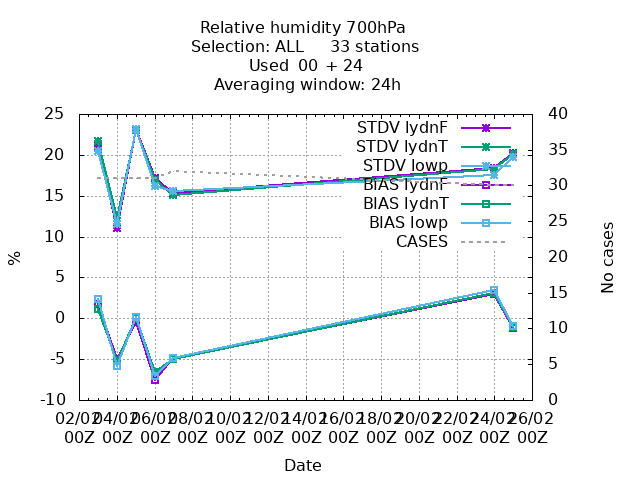 Relative humidity 700hPa
Selection: ALL 33 stations
Used 00 + 24
Averaging window: 24h
25
20
15
10
5
0
-5
-10
%
40
35
30
25
20
15
10
5
0
No cases
STDV lydnF
STDV lydnT
STDV lowp
BIAS lydnF
BIAS lydnT
BIAS lowp
CASES
02/02 04/02 06/02 08/02 10/02 12/02 14/02 16/02 18/02 20/02 22/02 24/02 26/02
00Z 00Z 00Z 00Z 00Z 00Z 00Z 00Z 00Z 00Z 00Z 00Z 00Z
Date